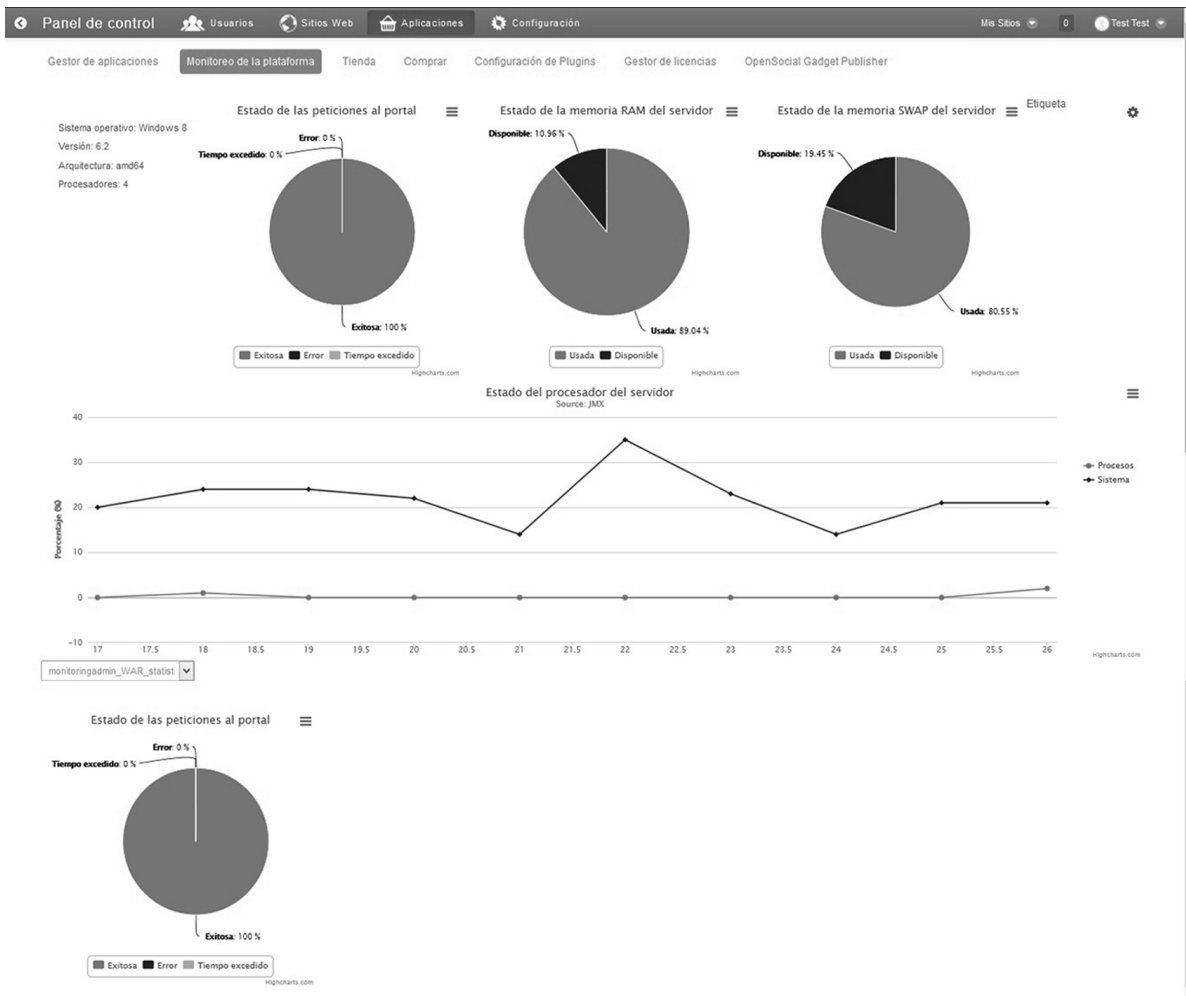 Panel de control Usuarios Sitios Web Aplicaciones Configuración Mis Sitios 0 Test Test
Gestor de aplicaciones Monitoreo de la plataforma Tienda Comprar Configuración de Plugins Gestor de licencias OpenSocial Gadget Publisher
Etiqueta
Sistema operativo: Windows 8
Versión: 6.2
Arquitectura: amd64
Procesadores: 4
Estado de las peticiones al portal
Error: 0 %
Tiempo excedido: 0 %
Exitosa: 100 %
Exitosa Error Tiempo excedido
Highcharts.com
Estado de la memoria RAM del servidor
Disponible: 10.96 %
Usada: 89.04 %
Usada Disponible
Highcharts.com
Estado de la memoria SWAP del servidor
Disponible: 19.45 %
Usada: 80.55 %
Usada Disponible
Highcharts.com
Estado del procesador del servidor
Source: JMX
Porcentaje (%)
40
30
20
10
0
-10
17 17.5 18 18.5 19 19.5 20 20.5 21 21.5 22 22.5 23 23.5 24 24.5 25 25.5 26
Procesos
Sistema
Highcharts.com
monitoringadmin_WAR_statist
Estado de las peticiones al portal
Error: 0 %
Tiempo excedido: 0 %
Exitosa: 100 %
Exitosa Error Tiempo excedido
Highcharts.com